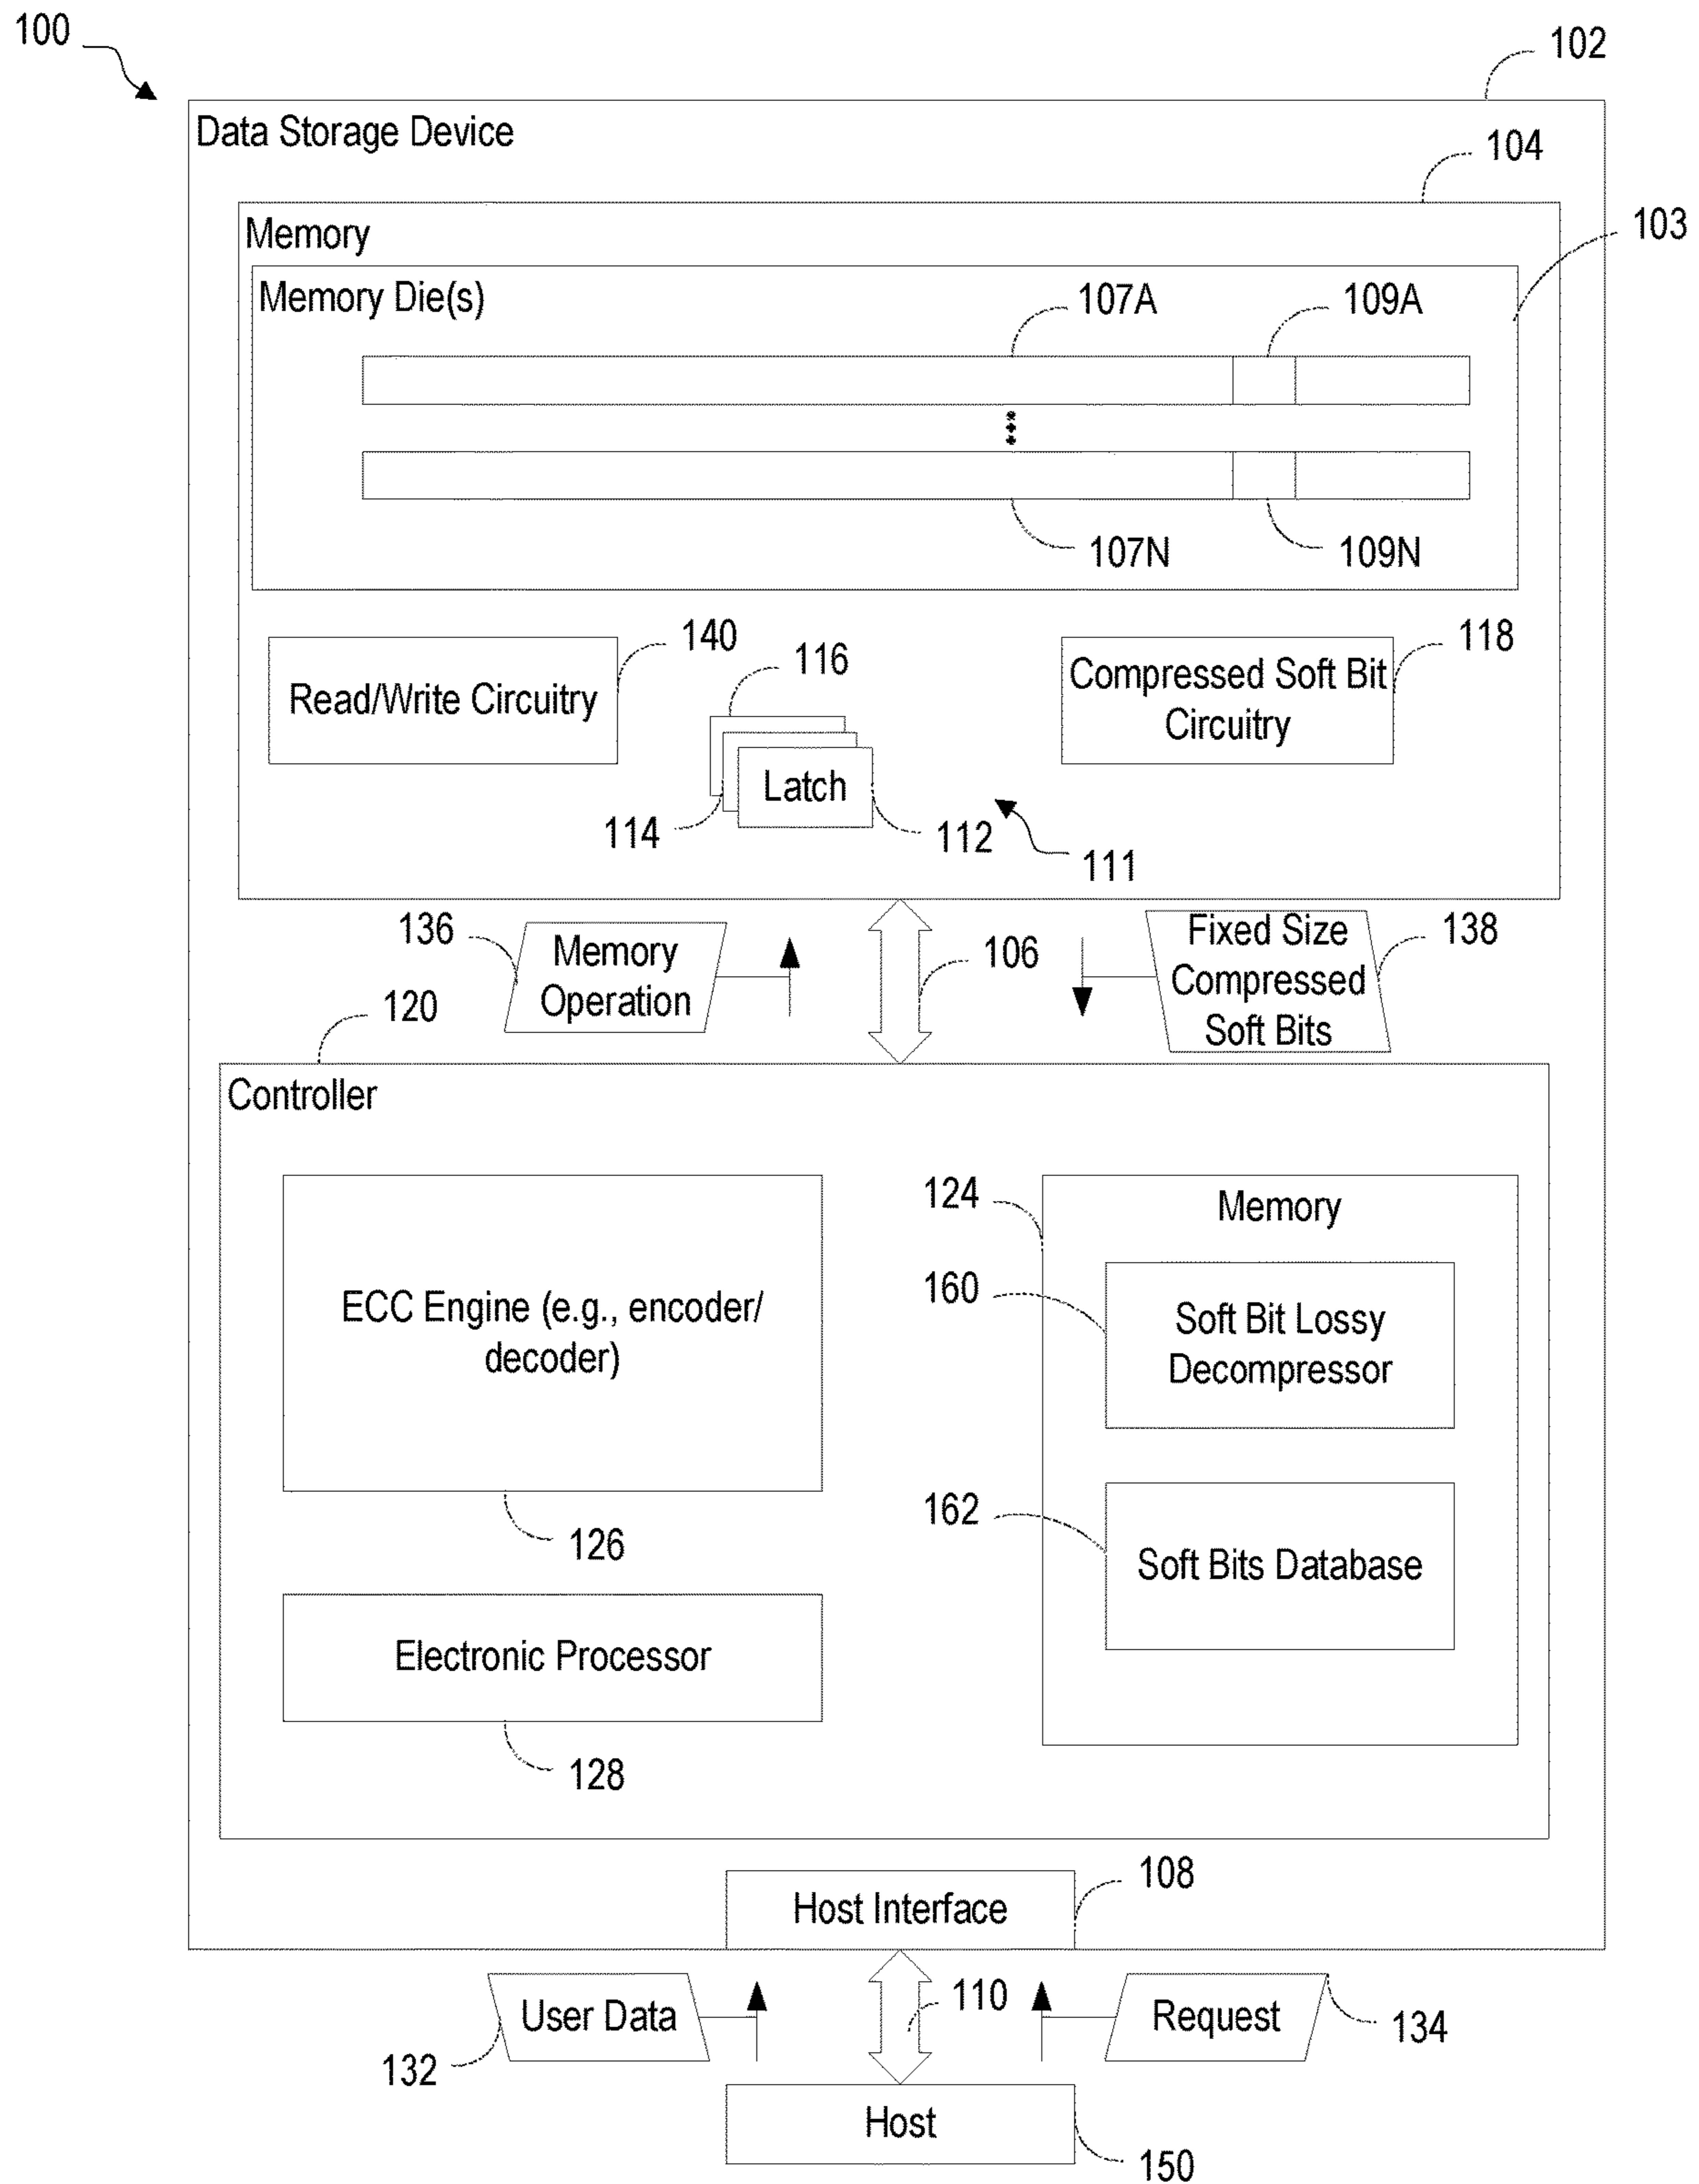 100
102
Data Storage Device
104
Memory
103
Memory Die(s)
107A
109A
107N
109N
140
116
118
Read/Write Circuitry
Compressed Soft Bit
Circuitry
Latch
114
112
111
136
Memory
Operation
106
Fixed Size
Compressed
Soft Bits
138
120
Controller
124
Memory
ECC Engine (e.g., encoder/
decoder)
160
Soft Bit Lossy
Decompressor
126
162
Soft Bits Database
Electronic Processor
128
108
Host Interface
User Data
110
Request
132
134
Host
150